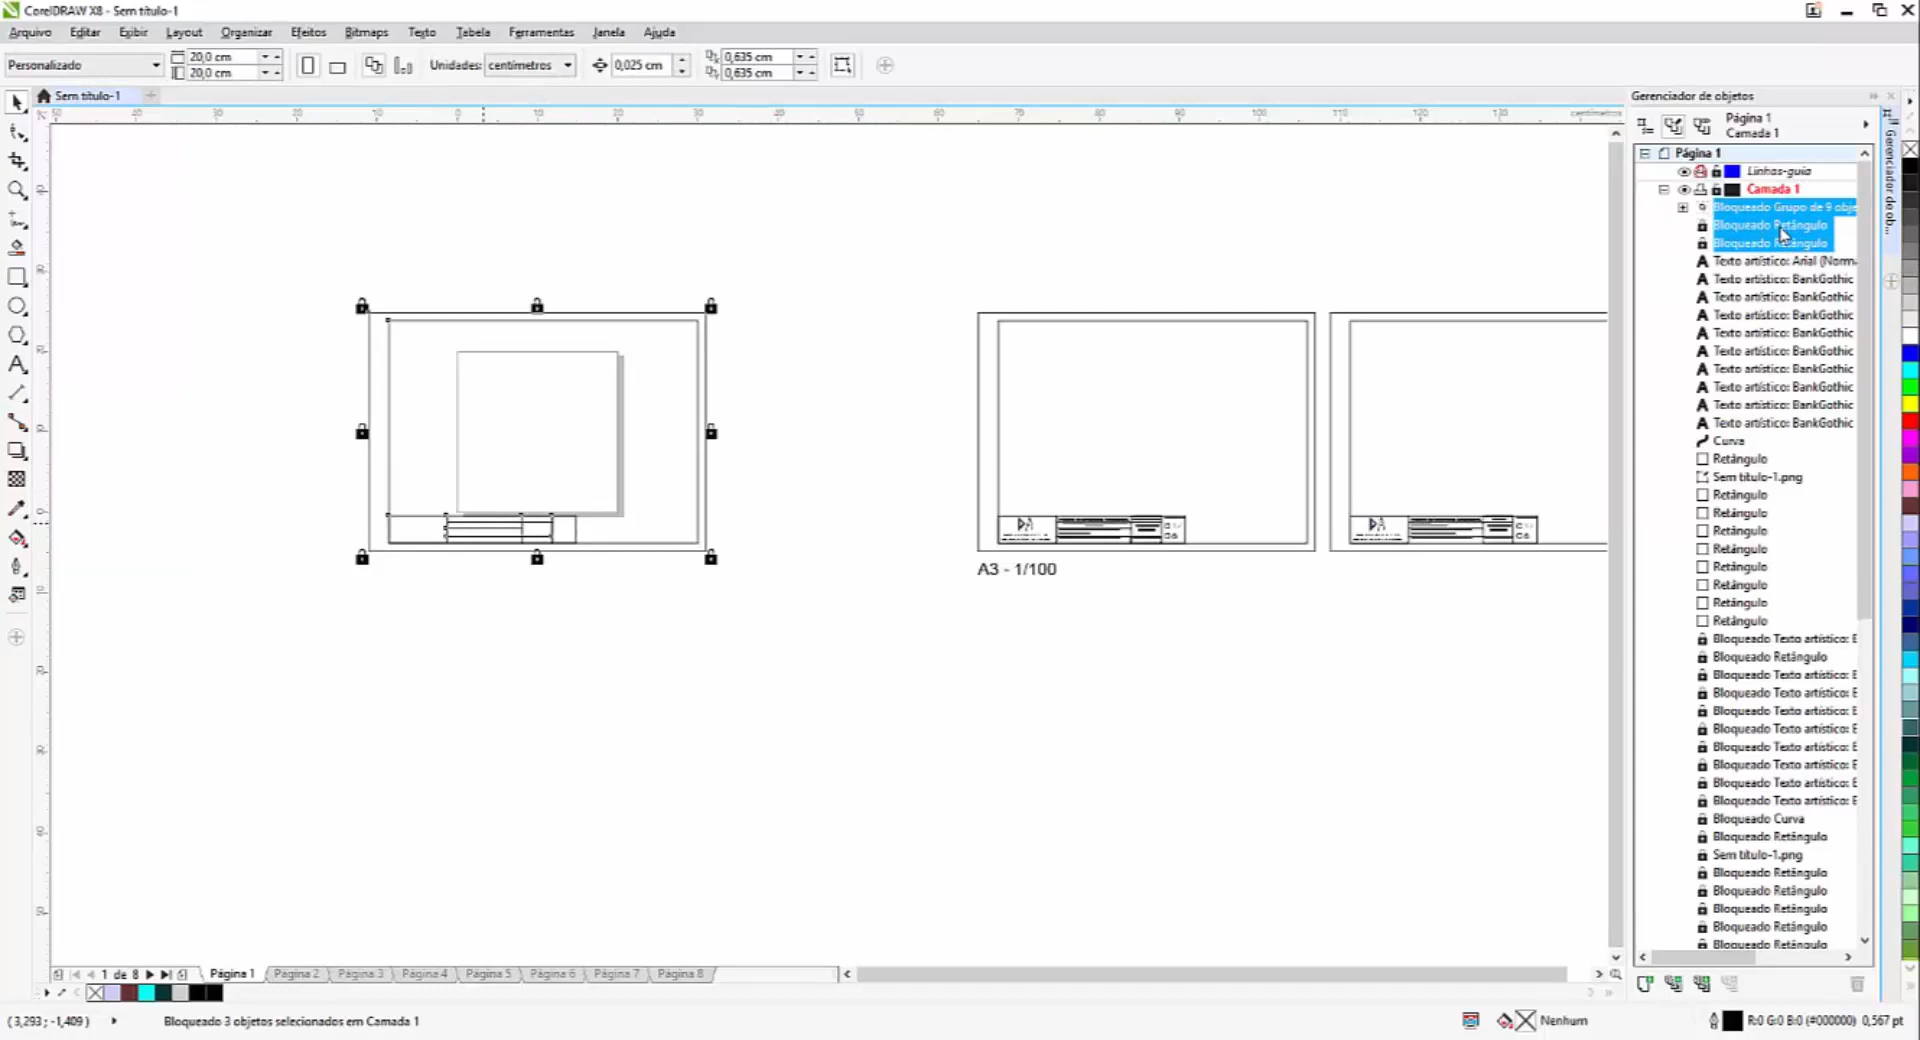 CorelDRAW X8 - Sem título-1
Arquivo Editar Exibir Layout Organizar Efeitos Bitmaps Texto Tabela Ferramentas Janela Ajuda
Personalizado
20,0 cm
20,0 cm
Unidades: centímetros
0,025 cm
0,635 cm
0,635 cm
Sem título-1
centímetros
A3 - 1/100
Gerenciador de objetos
Página 1
Camada 1
Gerenciador de ob...
Página 1
Linhas-guia
Camada 1
Bloqueado Grupo de 9 obje
Bloqueado Retângulo
Bloqueado Retângulo
Texto artístico: Arial (Norm.
Texto artístico: BankGothic
Texto artístico: BankGothic
Texto artístico: BankGothic
Texto artístico: BankGothic
Texto artístico: BankGothic
Texto artístico: BankGothic
Texto artístico: BankGothic
Texto artístico: BankGothic
Texto artístico: BankGothic
Curva
Retângulo
Sem título-1.png
Retângulo
Retângulo
Retângulo
Retângulo
Retângulo
Retângulo
Retângulo
Retângulo
Bloqueado Texto artístico: E
Bloqueado Retângulo
Bloqueado Texto artístico: E
Bloqueado Texto artístico: E
Bloqueado Texto artístico: E
Bloqueado Texto artístico: E
Bloqueado Texto artístico: E
Bloqueado Texto artístico: E
Bloqueado Texto artístico: E
Bloqueado Texto artístico: E
Bloqueado Curva
Bloqueado Retângulo
Sem título-1.png
Bloqueado Retângulo
Bloqueado Retângulo
Bloqueado Retângulo
Bloqueado Retângulo
Bloqueado Retângulo
1 de 8
Página 1 Página 2 Página 3 Página 4 Página 5 Página 6 Página 7 Página 8
( 3,293 ; -1,409 )
Bloqueado 3 objetos selecionados em Camada 1
Nenhum
R:0 G:0 B:0 (#000000) 0,567 pt